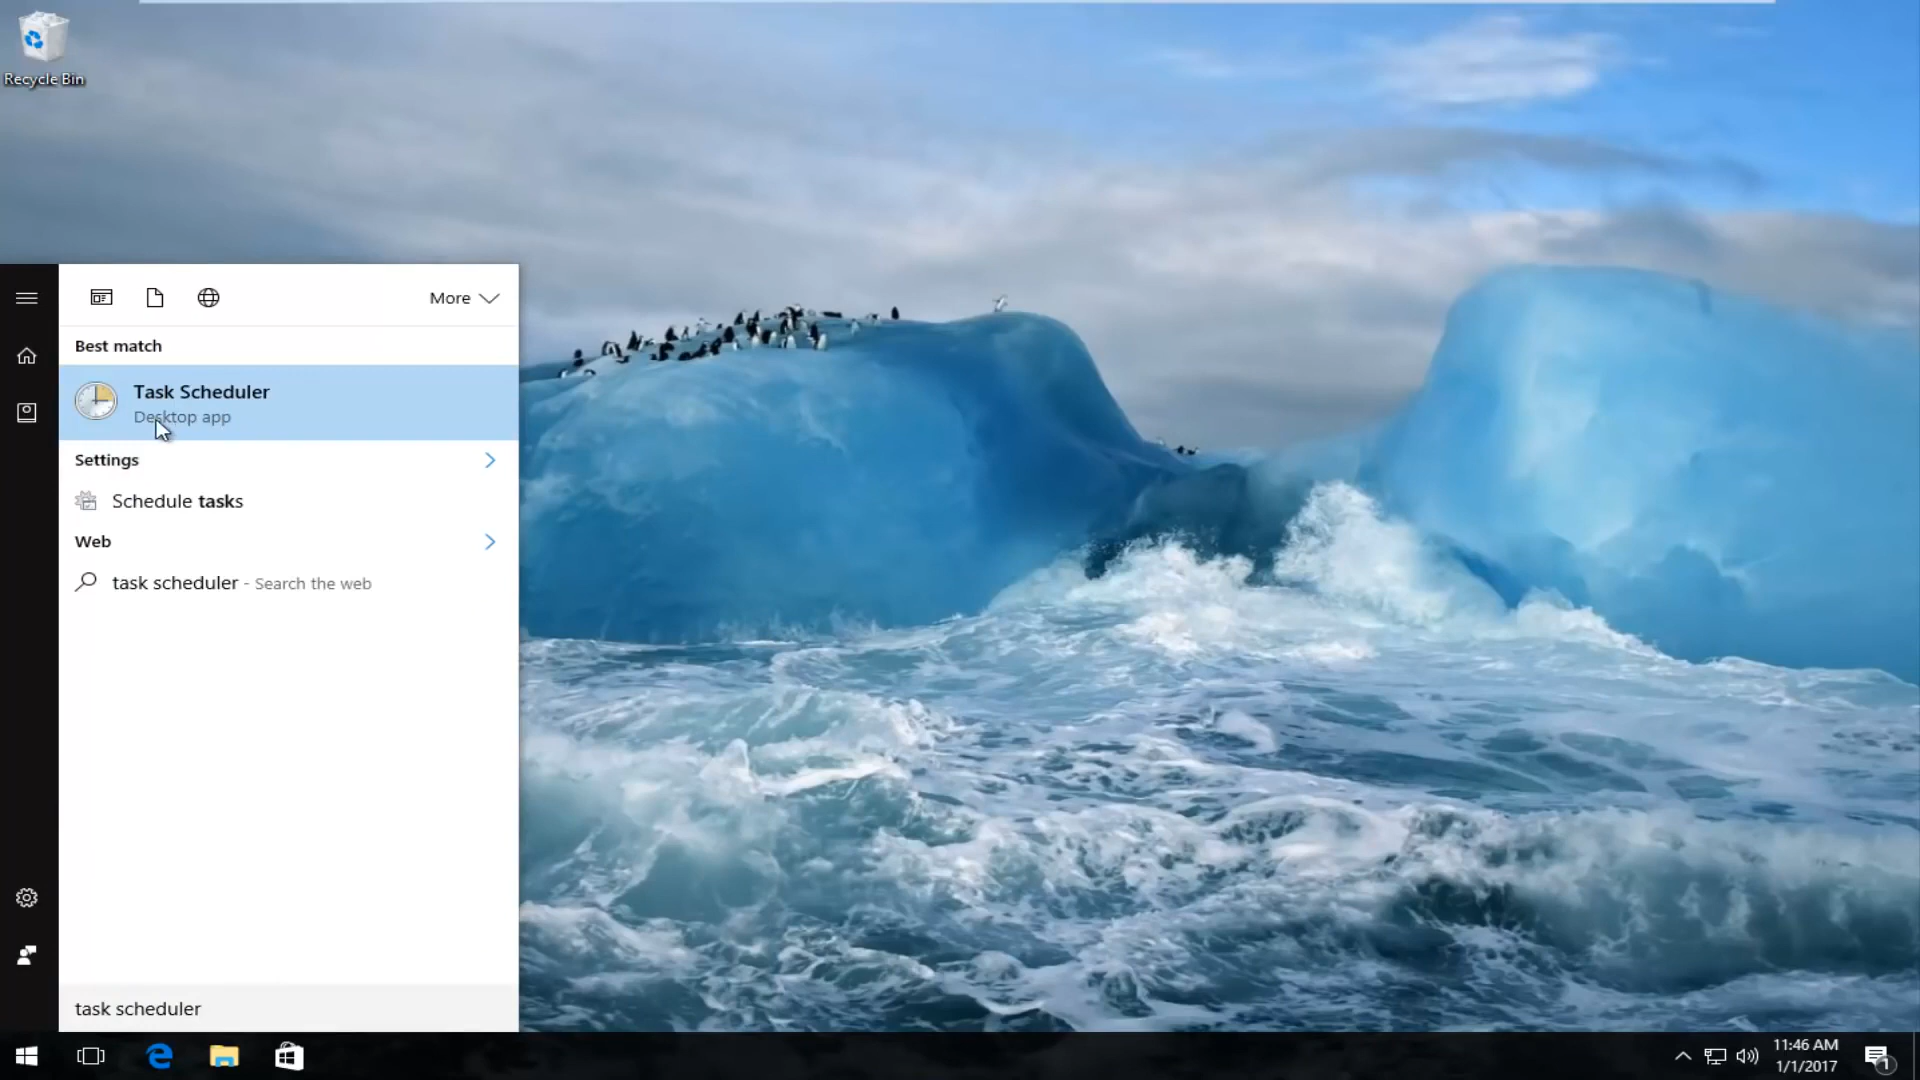 Recycle Bin
More
Best match
Task Scheduler
Desktop app
Settings
Schedule tasks
Web
task scheduler - Search the web
task scheduler
11:46 AM
1/1/2017
1